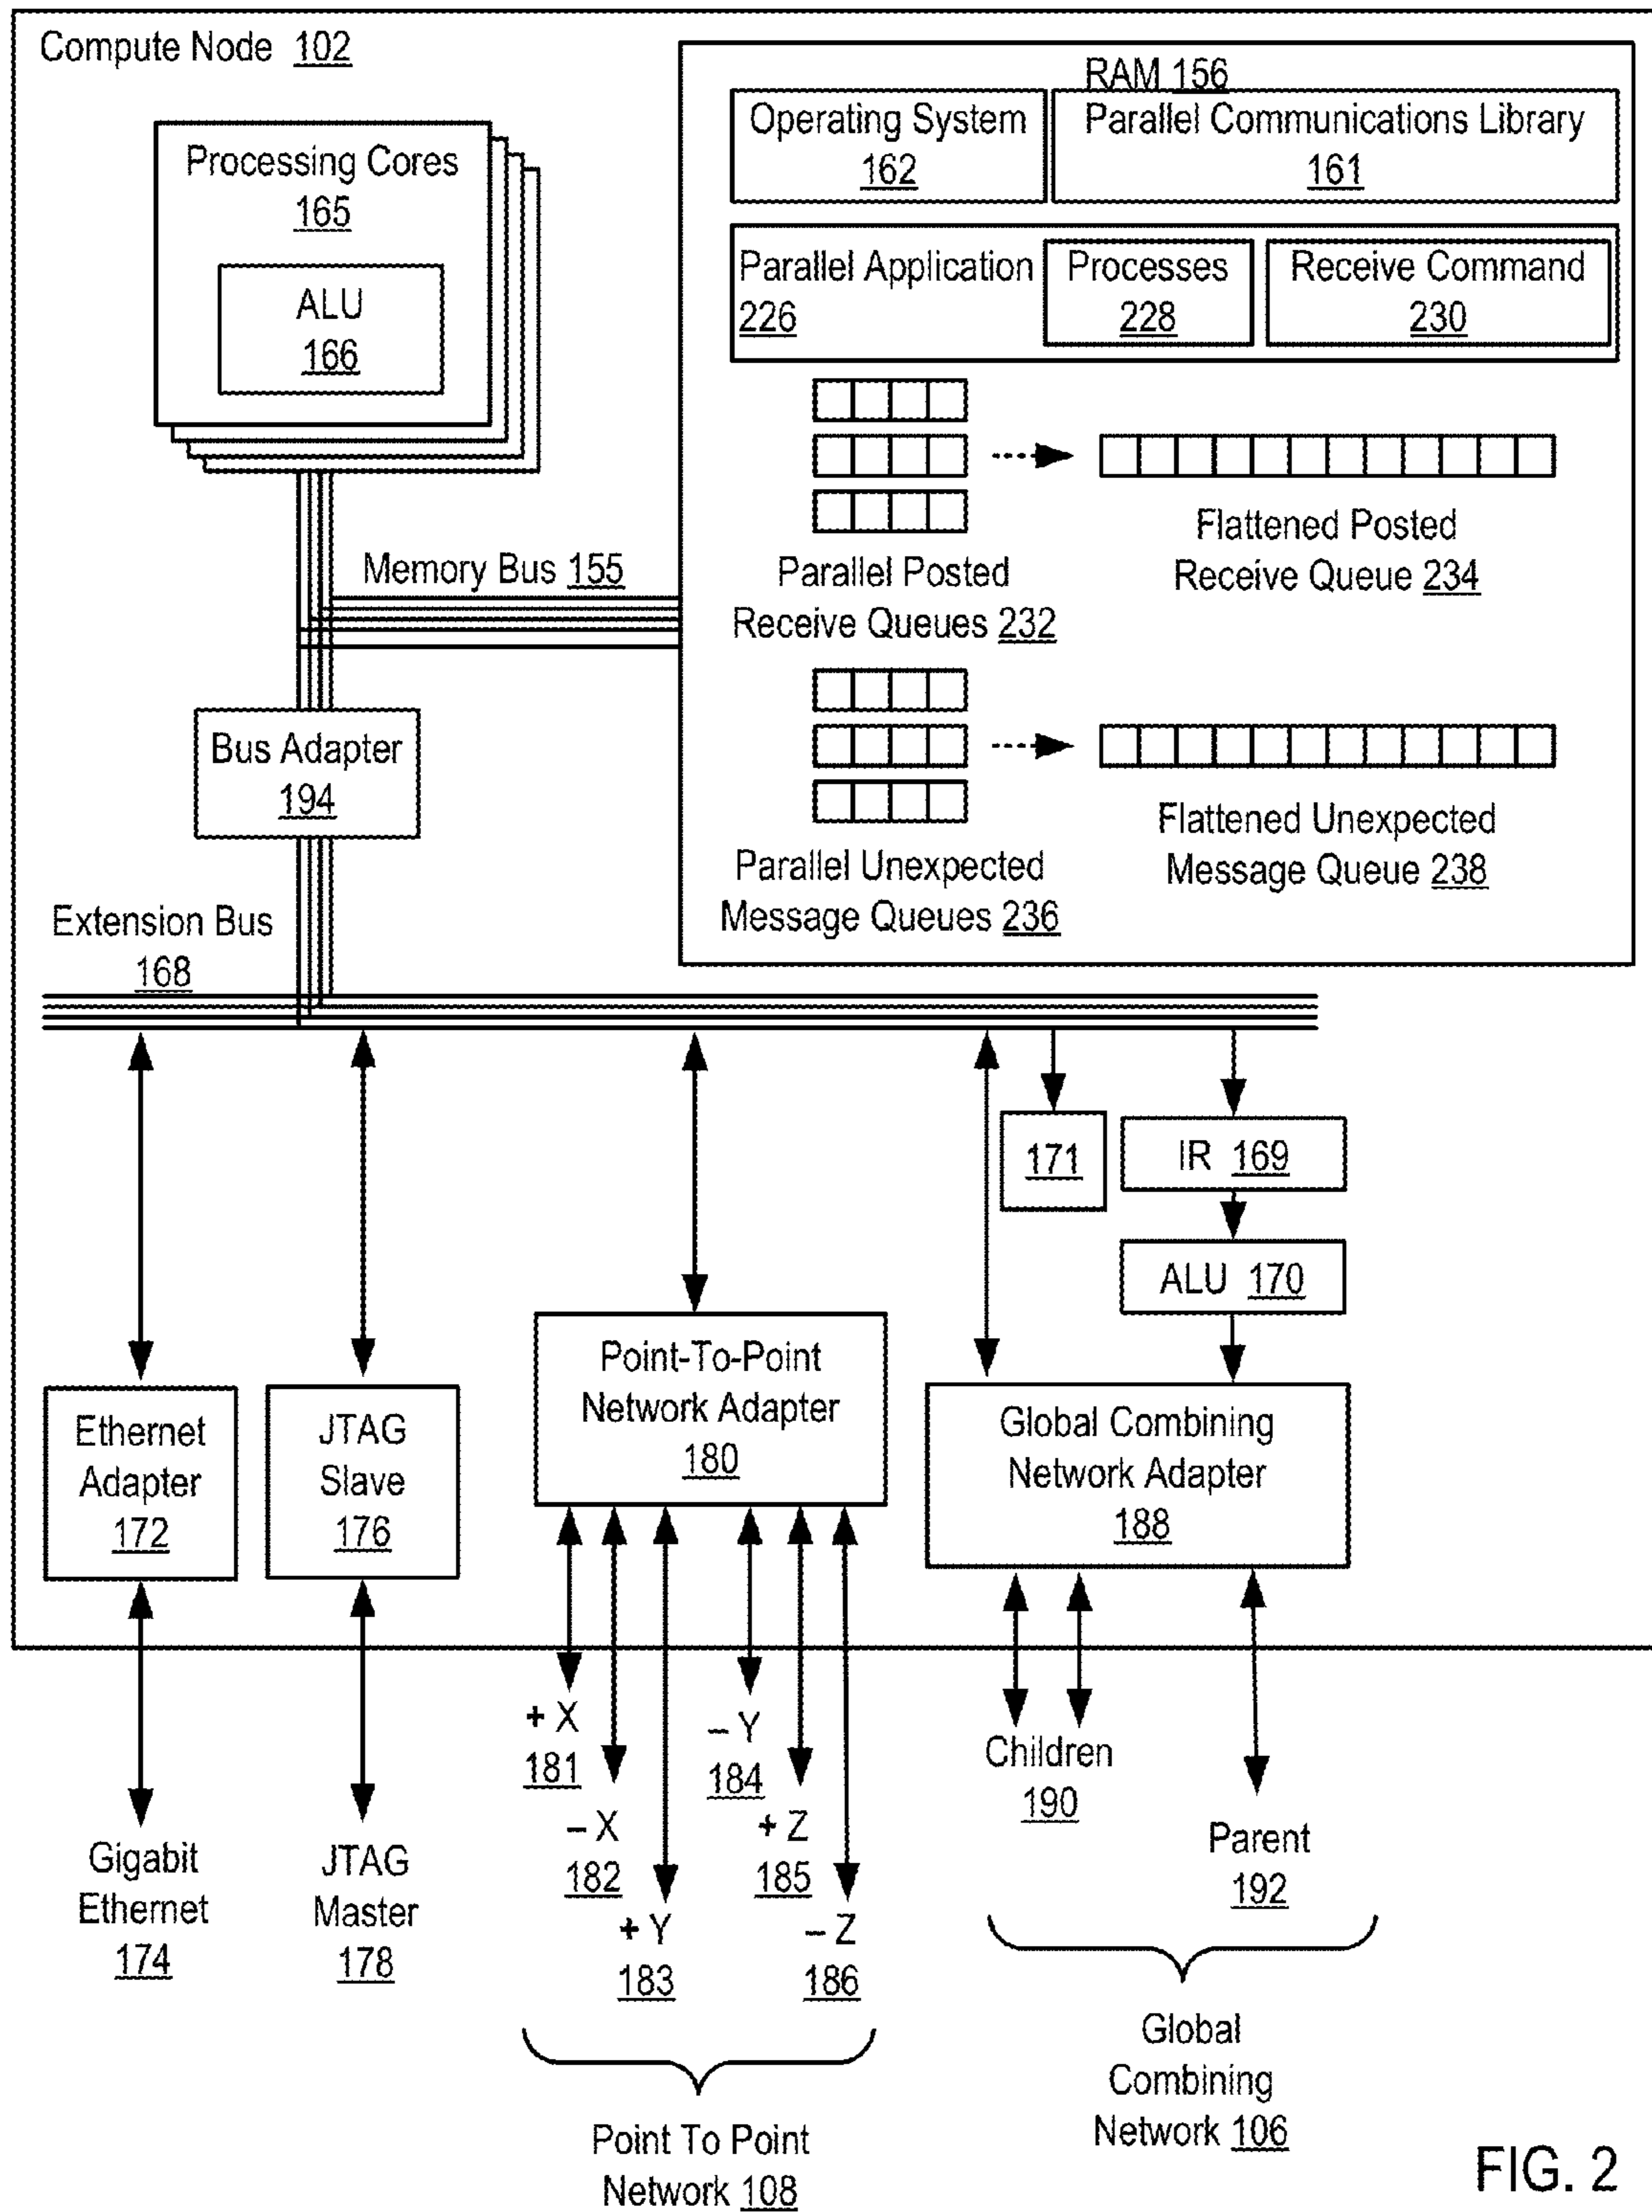 Compute Node 102
RAM 156
Operating System
162
Parallel Communications Library
161
Processing Cores
165
ALU
166
Parallel Application
226
Processes
228
Receive Command
230
Parallel Posted
Receive Queues 232
Flattened Posted
Receive Queue 234
Memory Bus 155
Parallel Unexpected
Message Queues 236
Flattened Unexpected
Message Queue 238
Bus Adapter
194
Extension Bus
168
171
IR 169
ALU 170
Ethernet
Adapter
172
JTAG
Slave
176
Point-To-Point
Network Adapter
180
Global Combining
Network Adapter
188
Gigabit
Ethernet
174
JTAG
Master
178
+ X
181
– X
182
+ Y
183
– Y
184
+ Z
185
– Z
186
Children
190
Parent
192
Point To Point
Network 108
Global
Combining
Network 106
FIG. 2